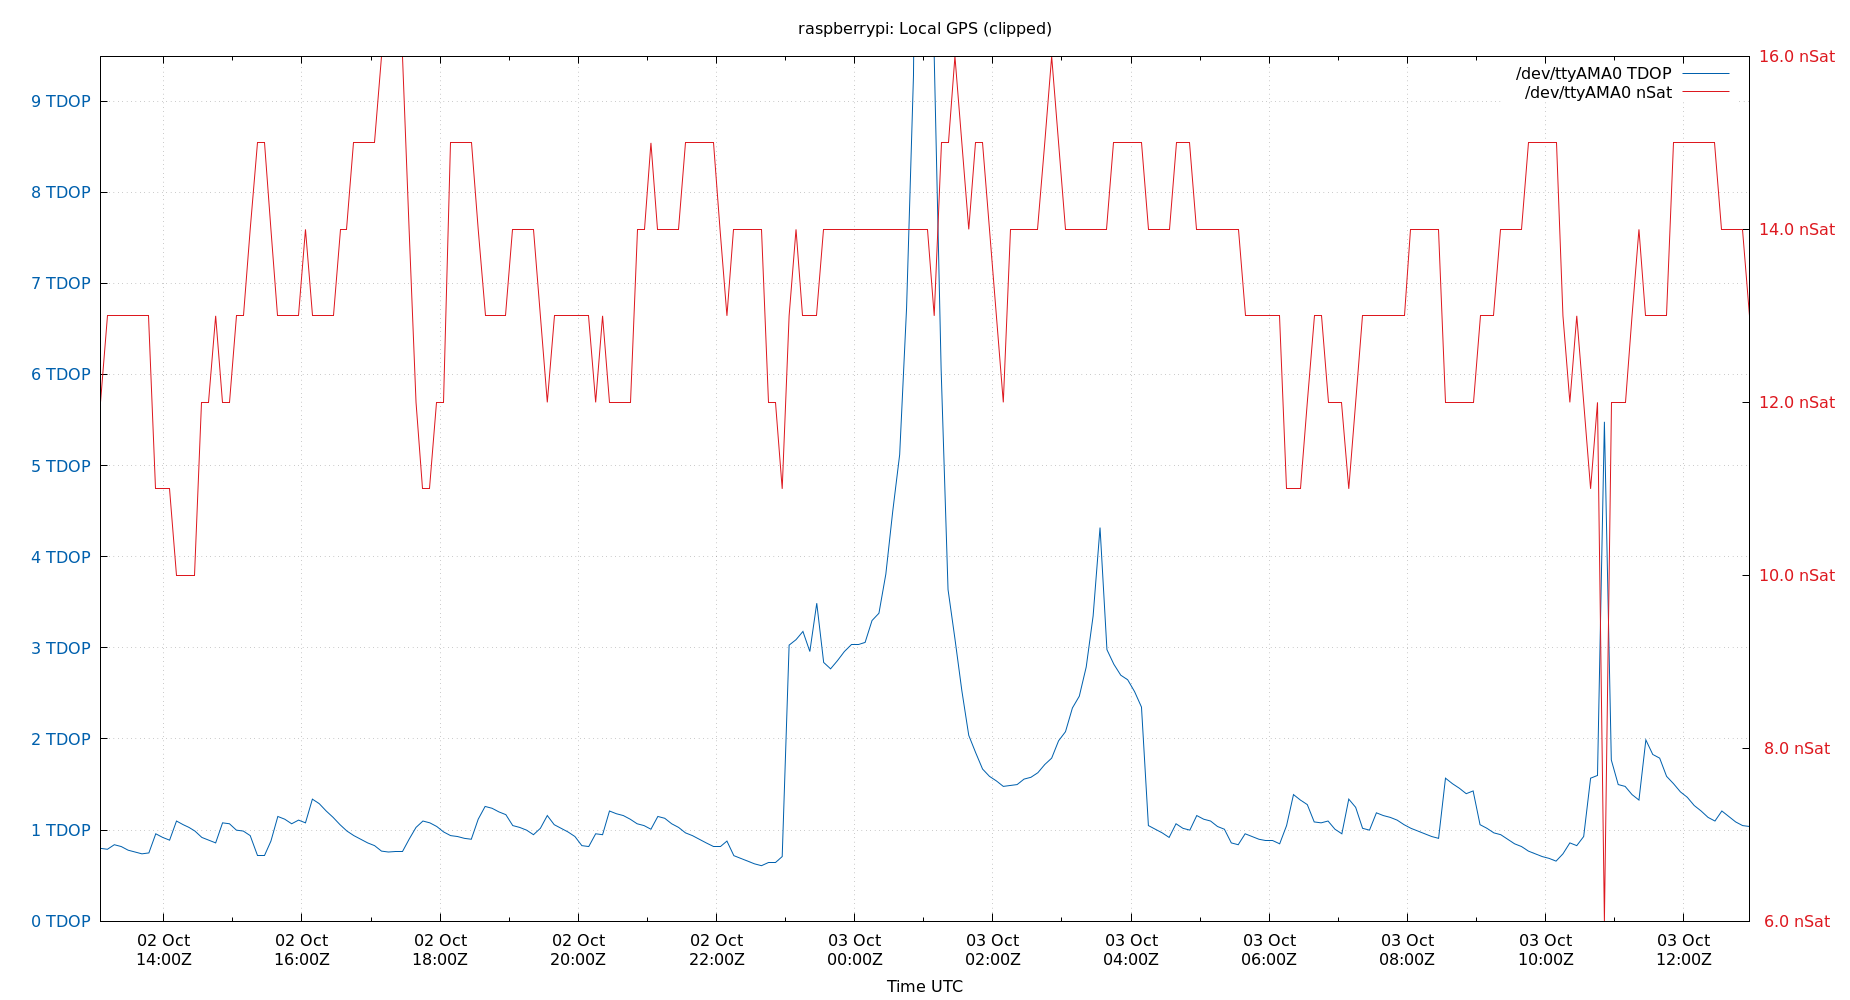 raspberrypi: Local GPS (clipped)
/dev/ttyAMA0 TDOP
/dev/ttyAMA0 nSat
9 TDOP
8 TDOP
7 TDOP
6 TDOP
5 TDOP
4 TDOP
3 TDOP
2 TDOP
1 TDOP
0 TDOP
16.0 nSat
14.0 nSat
12.0 nSat
10.0 nSat
8.0 nSat
6.0 nSat
02 Oct
14:00Z
02 Oct
16:00Z
02 Oct
18:00Z
02 Oct
20:00Z
02 Oct
22:00Z
03 Oct
00:00Z
03 Oct
02:00Z
03 Oct
04:00Z
03 Oct
06:00Z
03 Oct
08:00Z
03 Oct
10:00Z
03 Oct
12:00Z
Time UTC